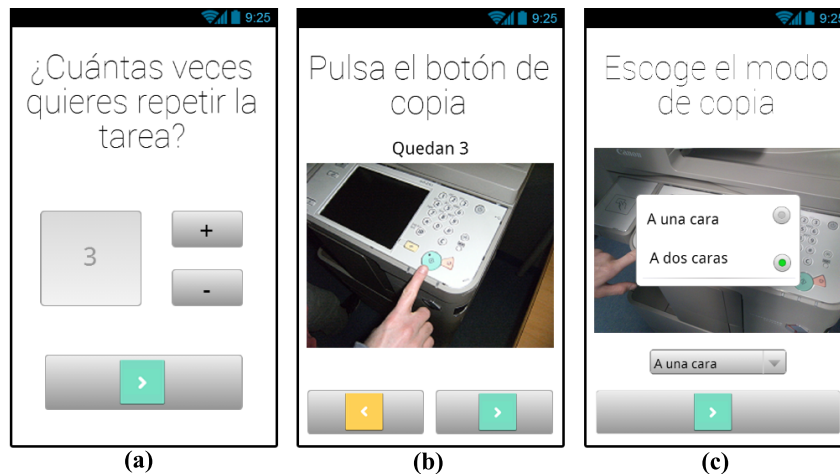 9:25
¿Cuántas veces
quieres repetir la
tarea?
3
+
-
(a)
9:25
Pulsa el botón de
copia
Quedan 3
(b)
9:25
Escoge el modo
de copia
Canon
A una cara
A dos caras
A una cara
(c)